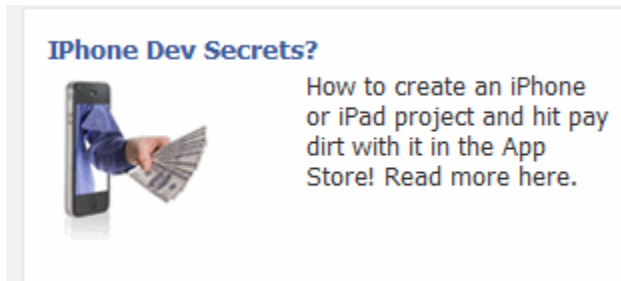 IPhone Dev Secrets?
How to create an iPhone
or iPad project and hit pay
dirt with it in the App
Store! Read more here.